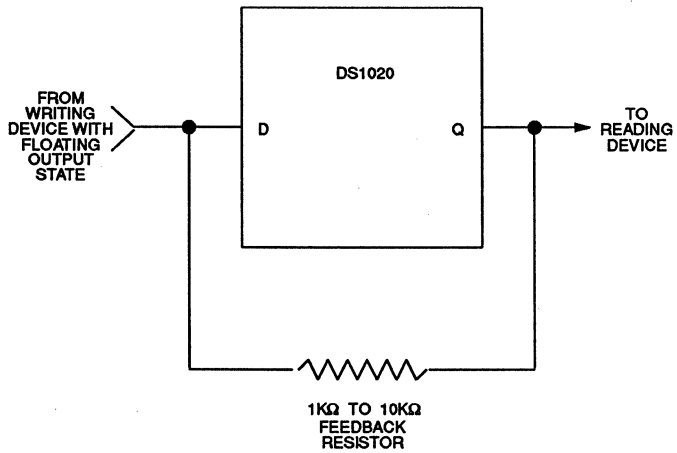 DS1020
FROM
WRITING
DEVICE WITH
FLOATING
OUTPUT
STATE
D
Q
TO
READING
DEVICE
1KΩ TO 10KΩ
FEEDBACK
RESISTOR